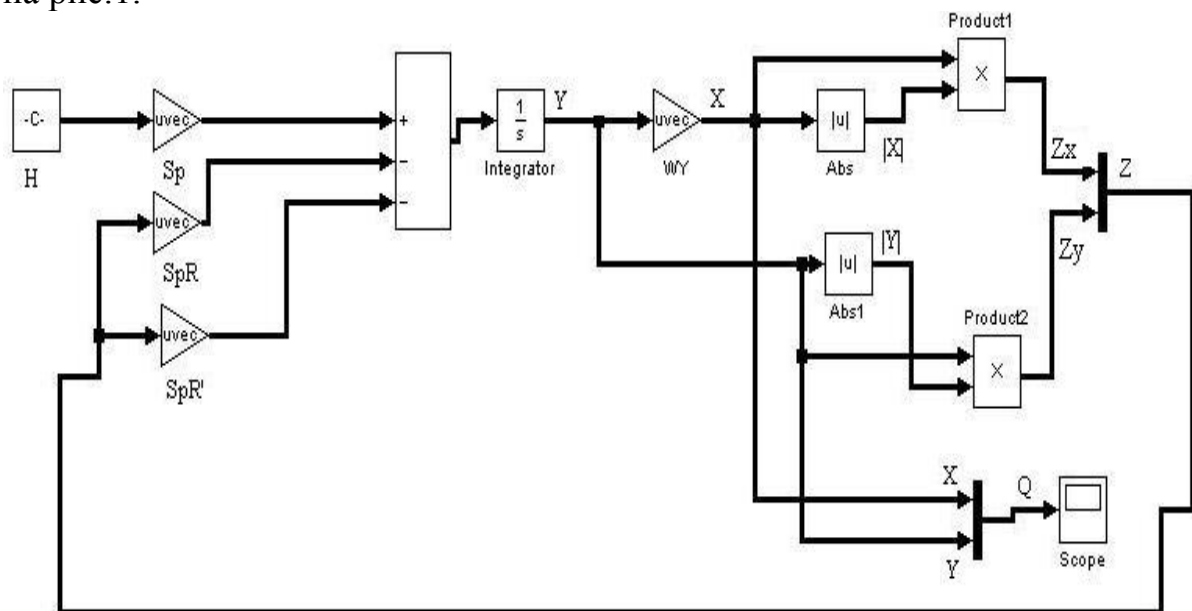 на рис.1.
Product1
X
-C-
H
uvec
Sp
+
−
−
1
s
Integrator
Y
uvec
WY
X
|u|
Abs
|X|
Zx
Z
uvec
SpR
|Y|
|u|
Abs1
Zy
uvec
SpR'
Product2
X
X
Q
Y
Scope